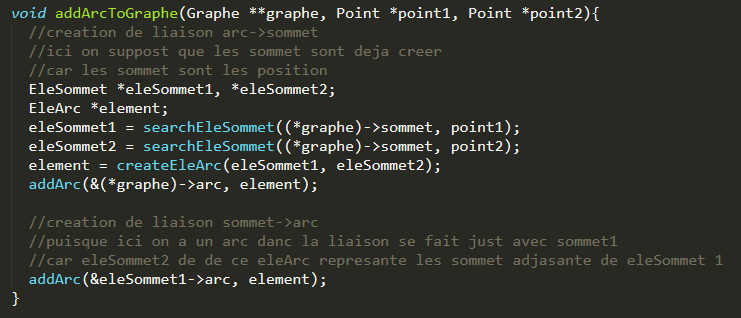 void addArcToGraphe(Graphe **graphe, Point *point1, Point *point2){
//creation de liaison arc->sommet
//ici on suppost que les sommet sont deja creer
//car les sommet sont les position
EleSommet *eleSommet1, *eleSommet2;
EleArc *element;
eleSommet1 = searchEleSommet((*graphe)->sommet, point1);
eleSommet2 = searchEleSommet((*graphe)->sommet, point2);
element = createEleArc(eleSommet1, eleSommet2);
addArc(&(*graphe)->arc, element);
//creation de liaison sommet->arc
//puisque ici on a un arc danc la liaison se fait just avec sommet1
//car eleSommet2 de de ce eleArc represante les sommet adjasante de eleSommet 1
addArc(&eleSommet1->arc, element);
}